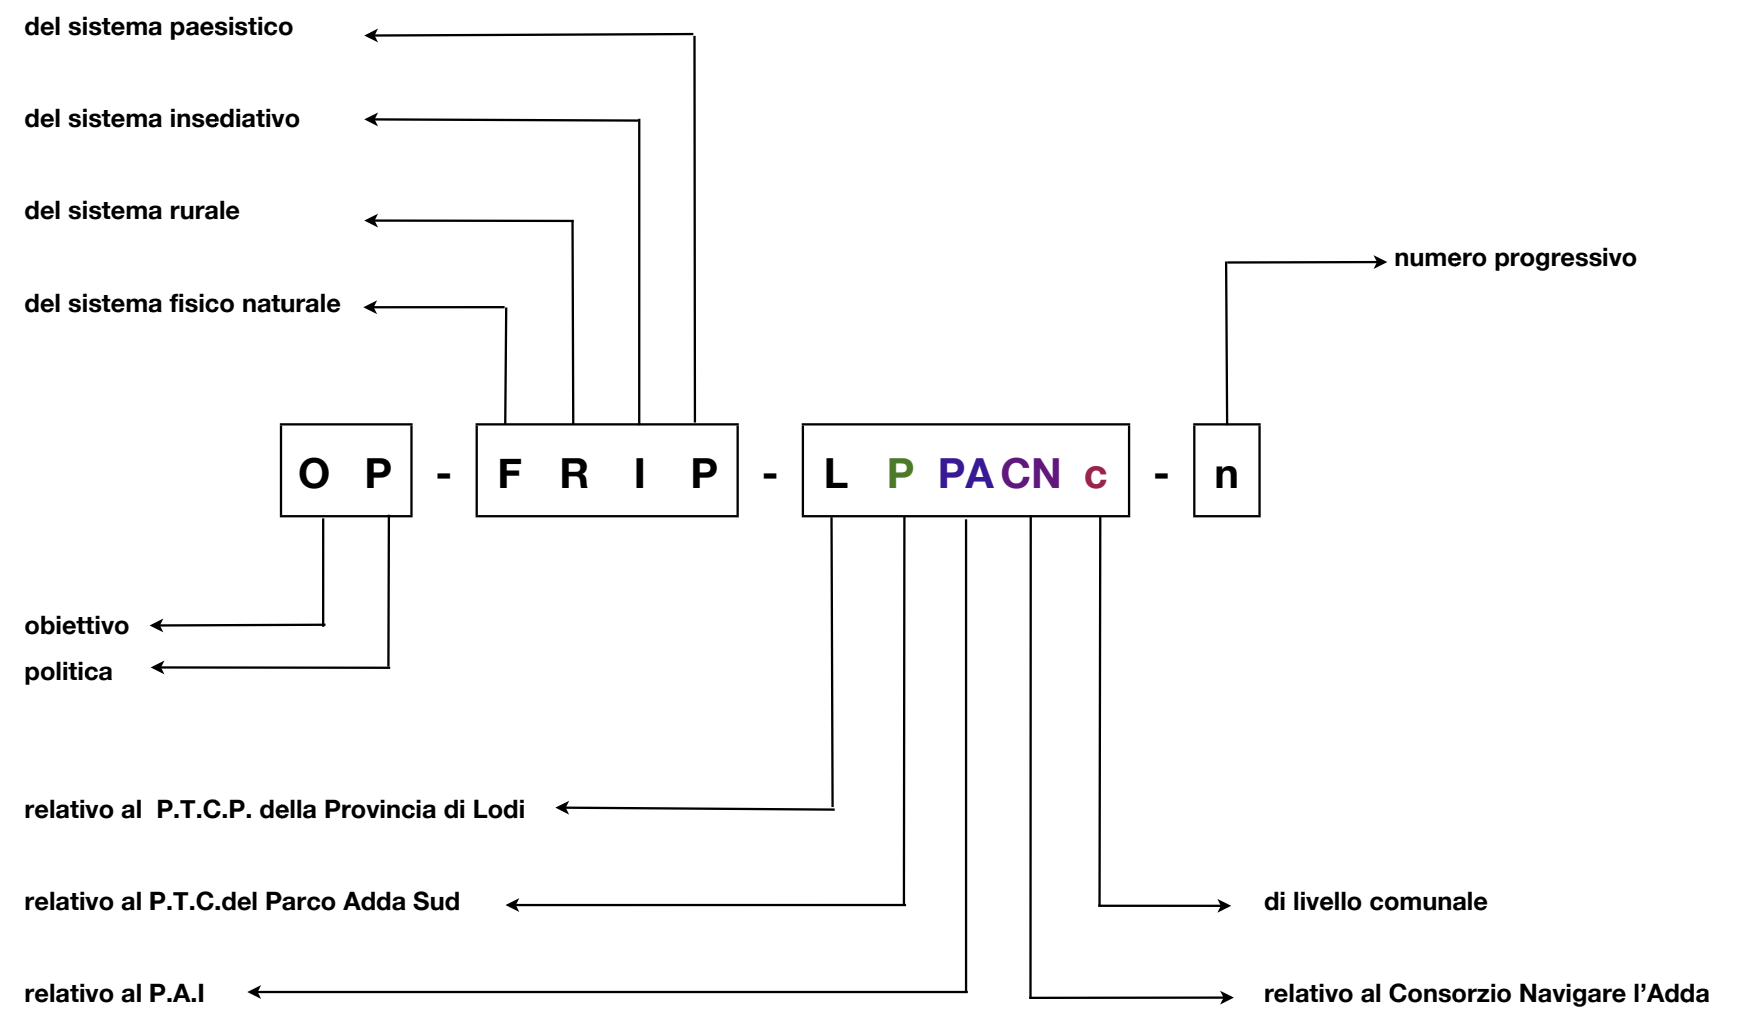 del sistema paesistico
del sistema insediativo
del sistema rurale
numero progressivo
del sistema fisico naturale
O P - F R I P - L P PA CN c - n
obiettivo
politica
relativo al P.T.C.P. della Provincia di Lodi
relativo al P.T.C.del Parco Adda Sud
di livello comunale
relativo al P.A.I
relativo al Consorzio Navigare l’Adda